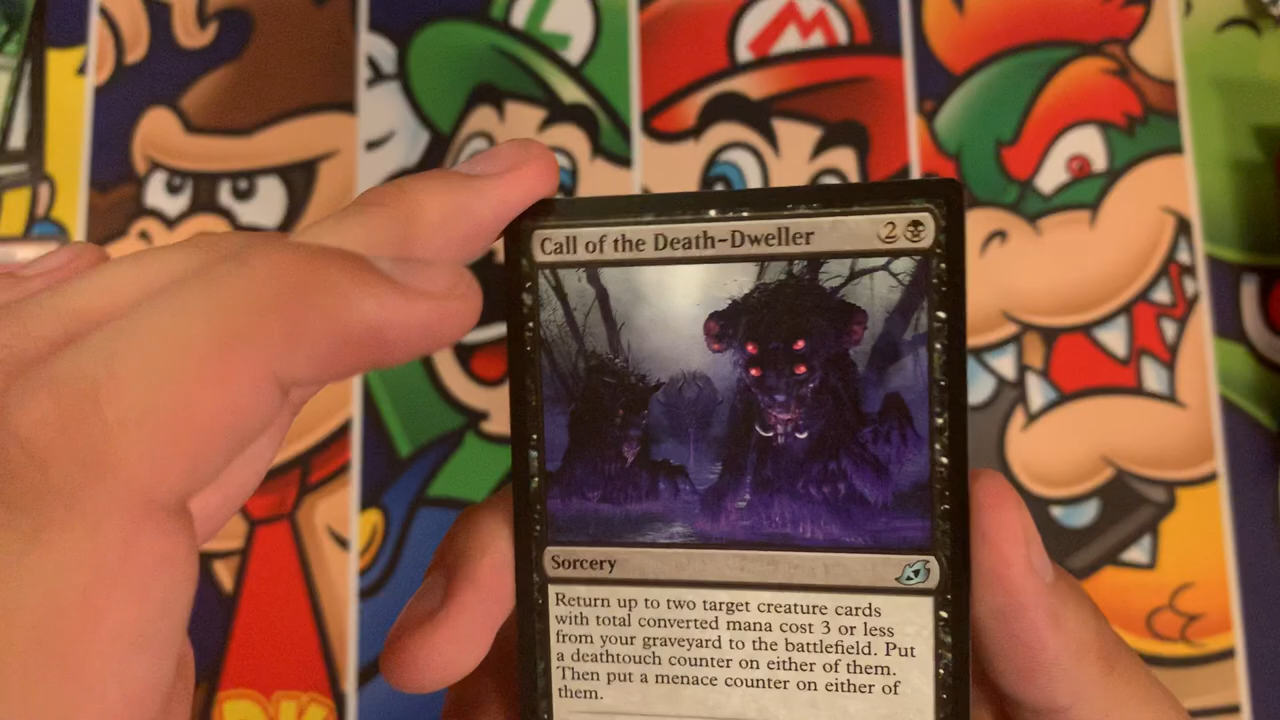 L
M
Call of the Death-Dweller 2
Sorcery
Return up to two target creature cards
with total converted mana cost 3 or less
from your graveyard to the battlefield. Put
a deathtouch counter on either of them.
Then put a menace counter on either of
them.
DK